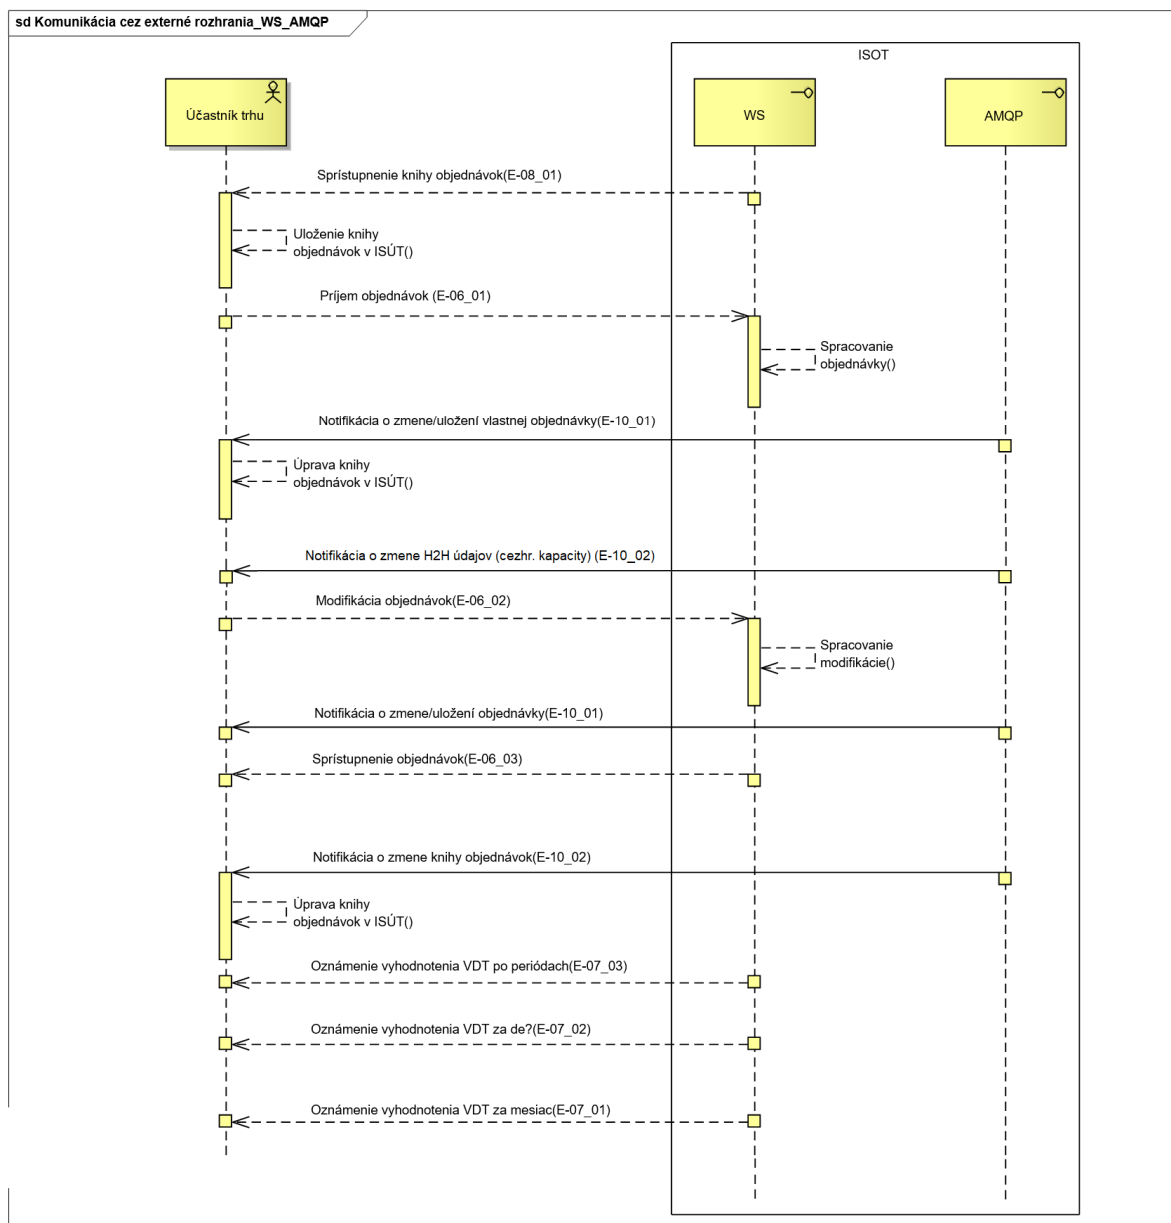 sd Komunikácia cez externé rozhrania_WS_AMQP
ISOT
Účastník trhu
WS
AMQP
Sprístupnenie knihy objednávok(E-08_01)
Uloženie knihy
objednávok v ISÚT()
Príjem objednávok (E-06_01)
Spracovanie
objednávky()
Notifikácia o zmene/uložení vlastnej objednávky(E-10_01)
Úprava knihy
objednávok v ISÚT()
Notifikácia o zmene H2H údajov (cezhr. kapacity) (E-10_02)
Modifikácia objednávok(E-06_02)
Spracovanie
modifikácie()
Notifikácia o zmene/uložení objednávky(E-10_01)
Sprístupnenie objednávok(E-06_03)
Notifikácia o zmene knihy objednávok(E-10_02)
Úprava knihy
objednávok v ISÚT()
Oznámenie vyhodnotenia VDT po periódach(E-07_03)
Oznámenie vyhodnotenia VDT za de?(E-07_02)
Oznámenie vyhodnotenia VDT za mesiac(E-07_01)